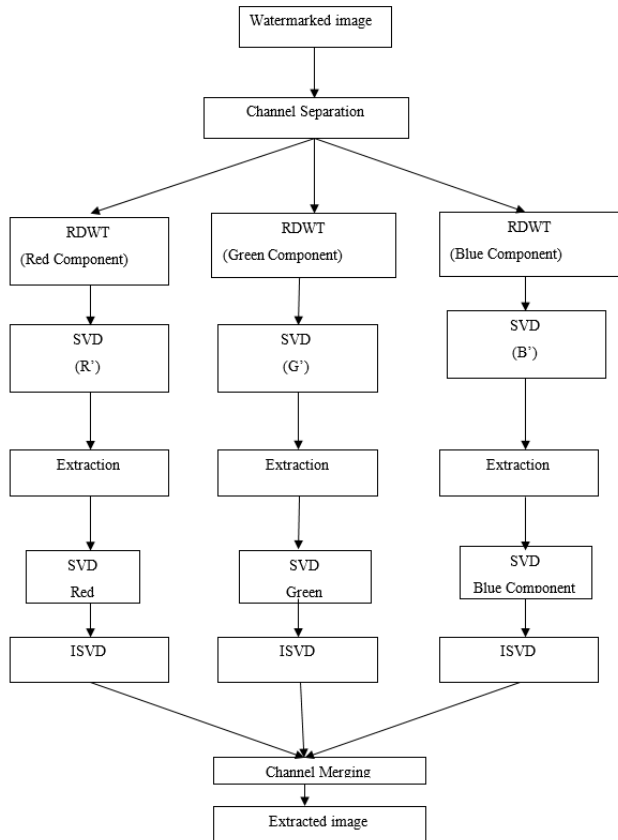 Watermarked image
Channel Separation
RDWT
(Red Component)
RDWT
(Green Component)
RDWT
(Blue Component)
SVD
(R’)
SVD
(G’)
SVD
(B’)
Extraction
Extraction
Extraction
SVD
Red
SVD
Green
SVD
Blue Component
ISVD
ISVD
ISVD
Channel Merging
Extracted image